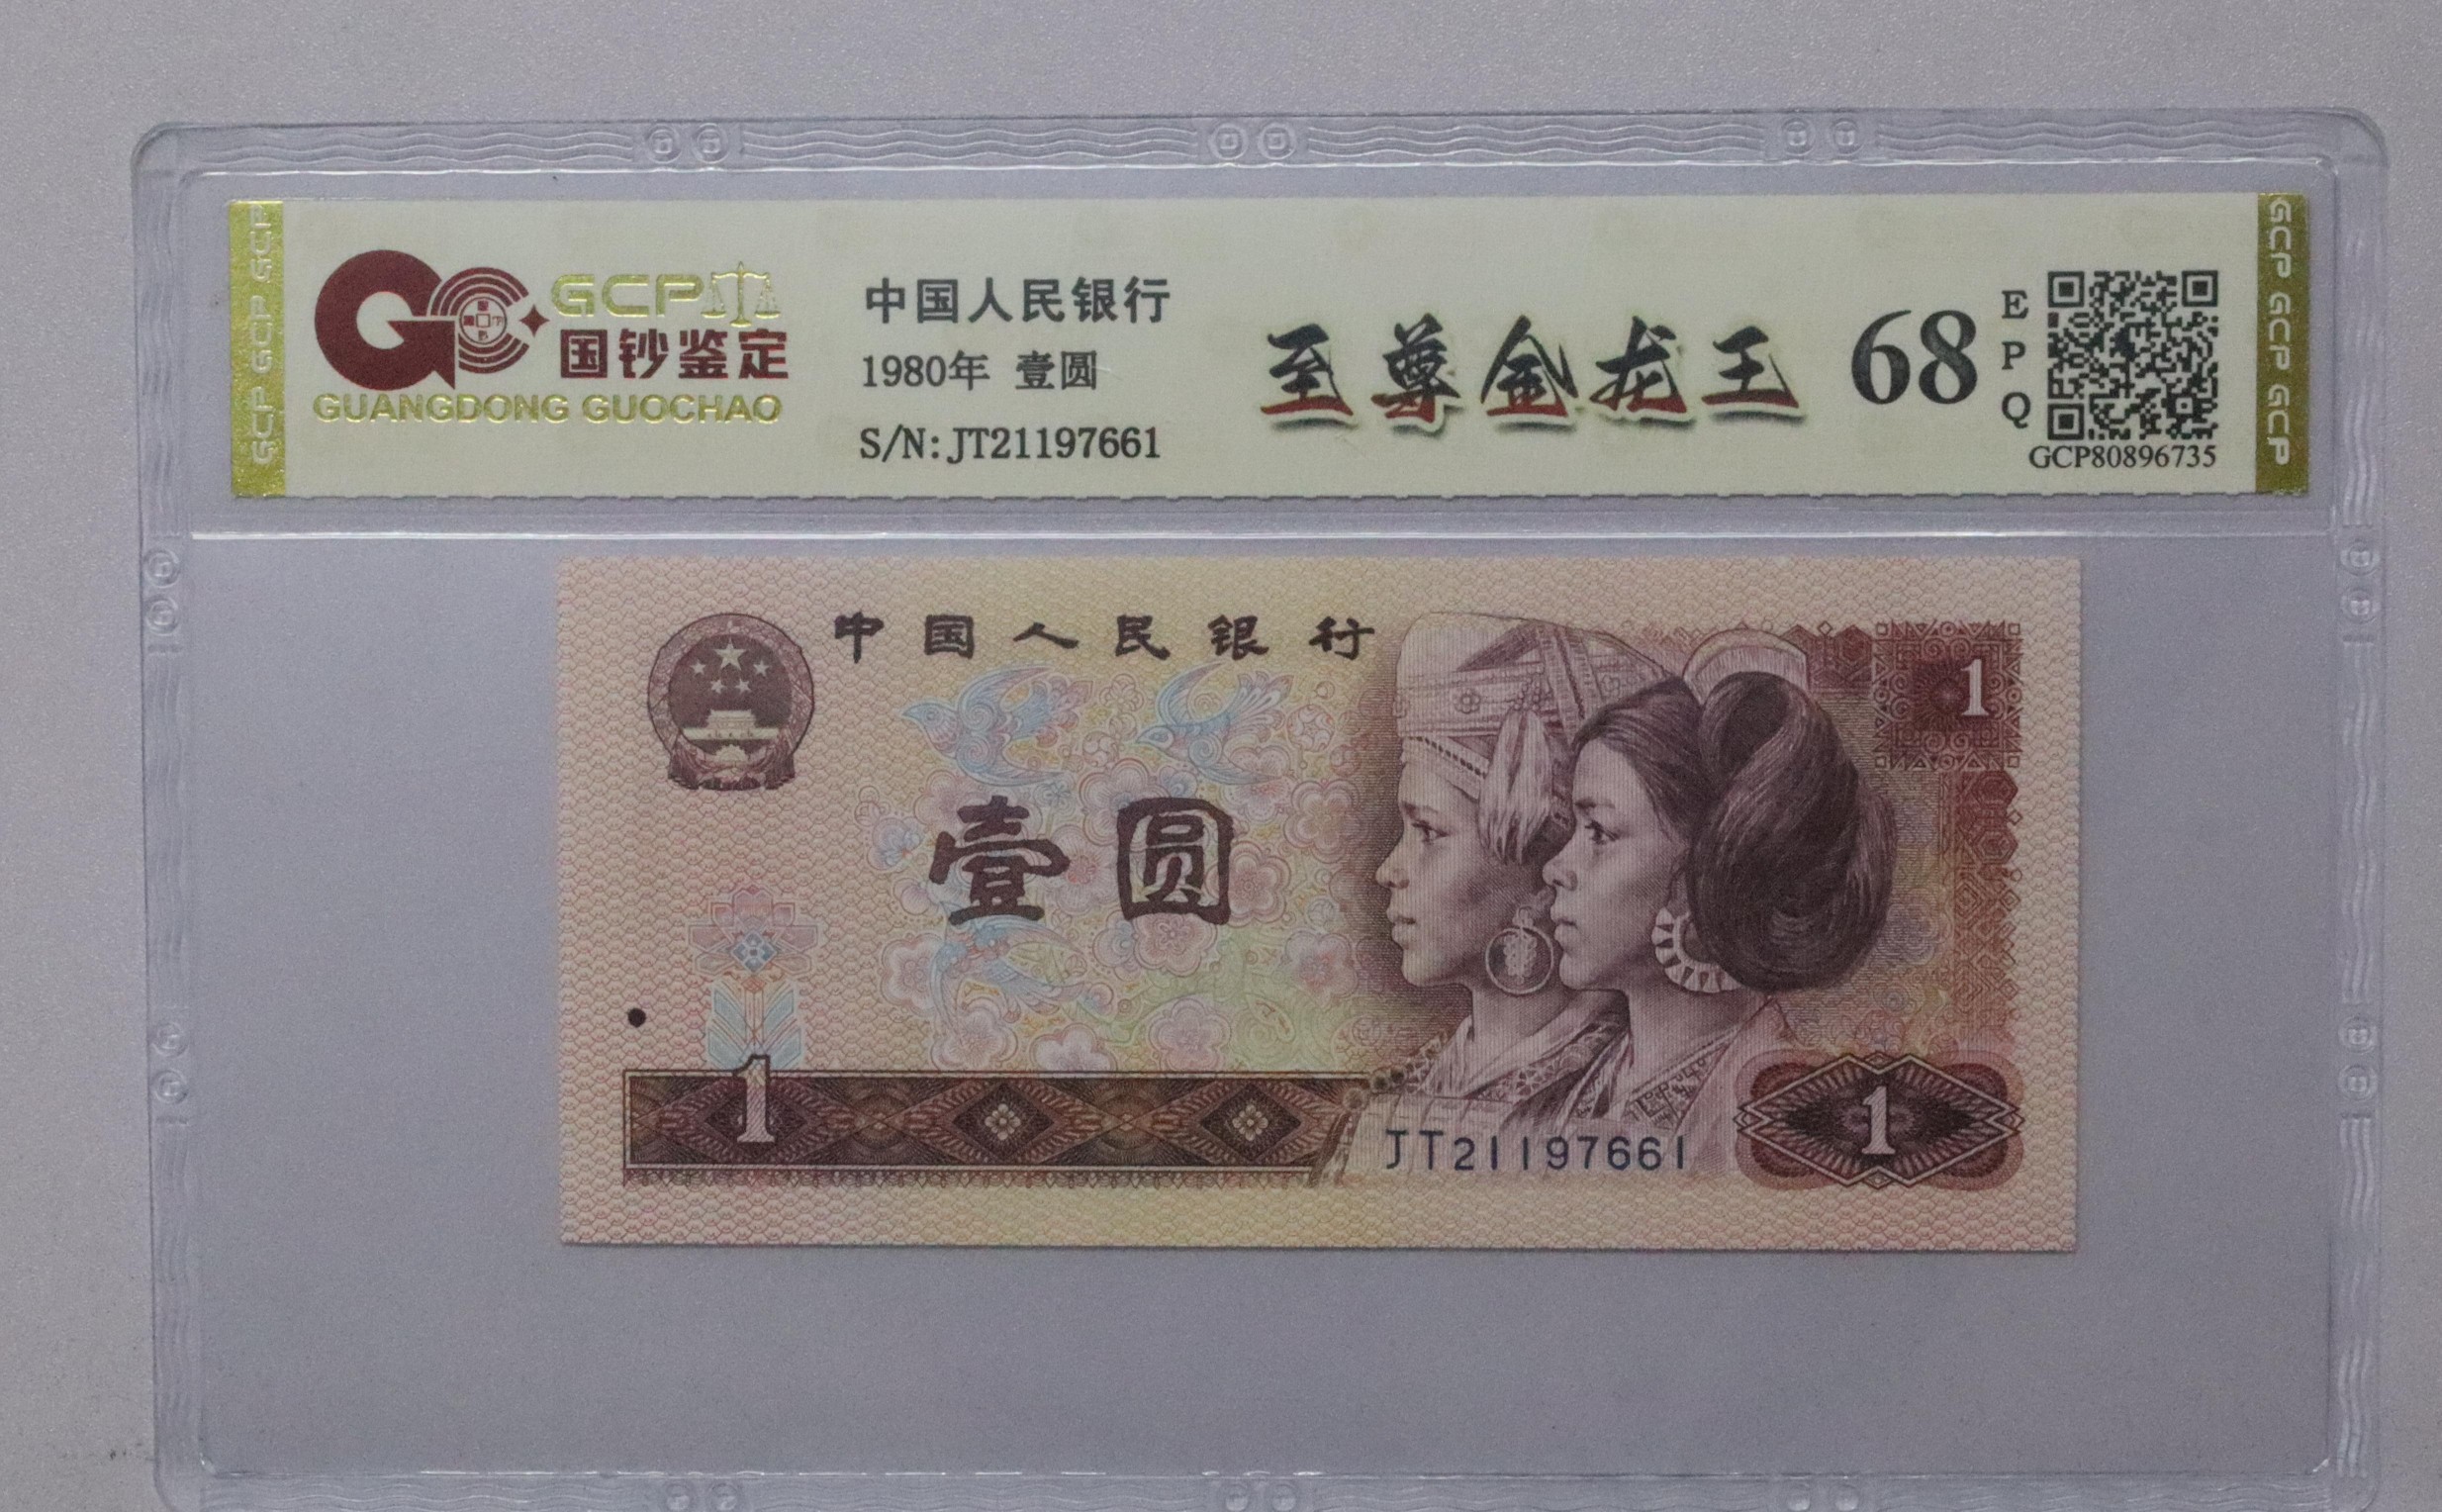 GCP
国钞鉴定
GUANGDONG GUOCHAO
中国人民银行
1980年 壹圆
S/N: JT21197661
至尊金龙王
68
EPQ
GCP80896735
GCP GCP GCP
GCP GCP GCP
中国人民银行
1
壹圆
1
JT21197661
1